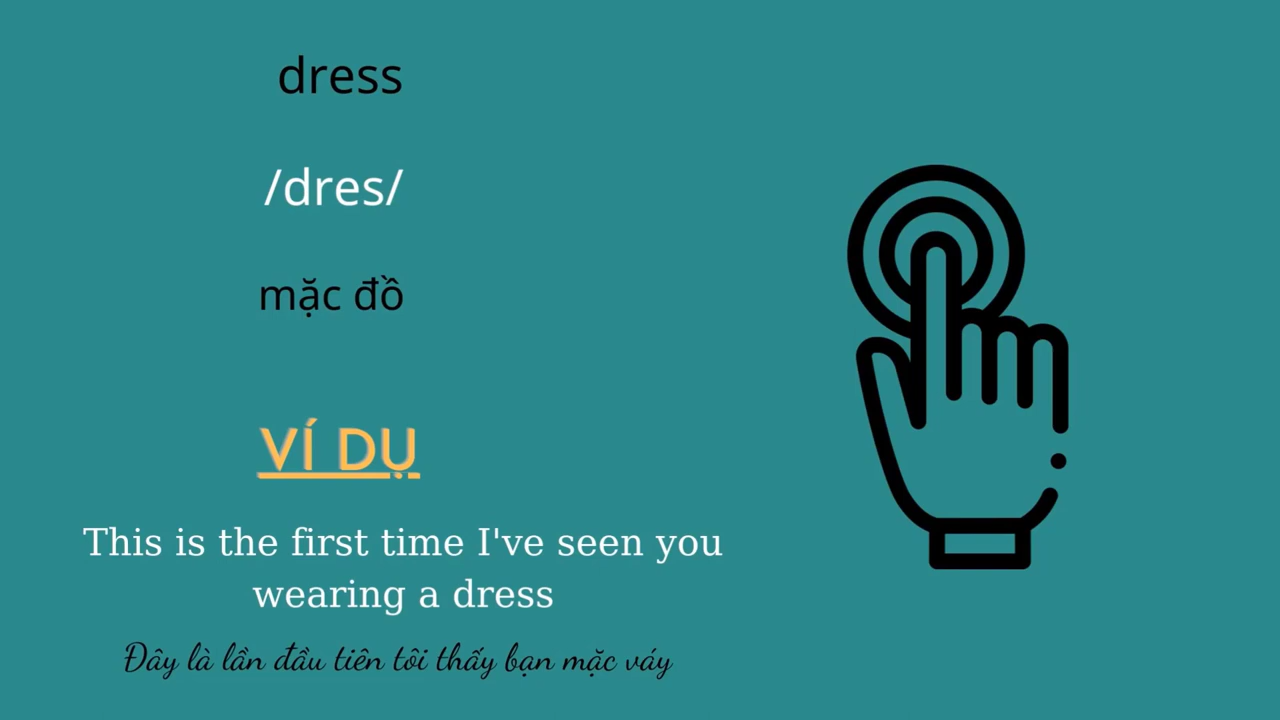 dress
/dres/
mặc đồ
VÍ DỤ
This is the first time I've seen you
wearing a dress
Đây là lần đầu tiên tôi thấy bạn mặc váy